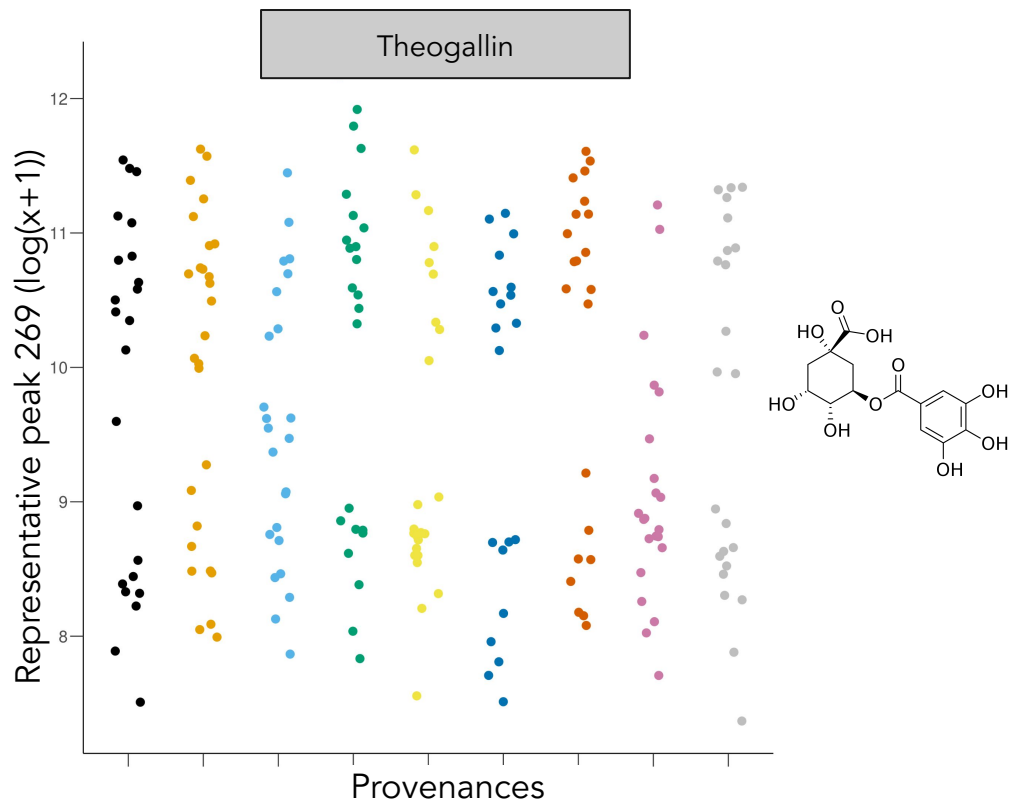 Theogallin
Representative peak 269 (log(x+1))
12
11
10
9
8
Provenances
O
HO
OH
O
HO
O
OH
OH
OH
OH